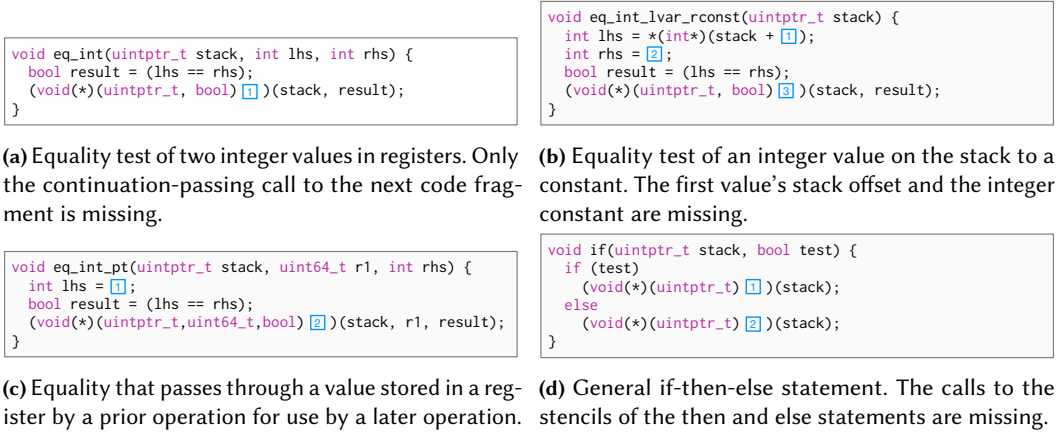 void eq_int(uintptr_t stack, int lhs, int rhs) {
  bool result = (lhs == rhs);
  (void(*)(uintptr_t, bool) 1 )(stack, result);
}
(a) Equality test of two integer values in registers. Only
the continuation-passing call to the next code frag-
ment is missing.
void eq_int_lvar_rconst(uintptr_t stack) {
  int lhs = *(int*)(stack + 1 );
  int rhs = 2 ;
  bool result = (lhs == rhs);
  (void(*)(uintptr_t, bool) 3 )(stack, result);
}
(b) Equality test of an integer value on the stack to a
constant. The first value's stack offset and the integer
constant are missing.
void eq_int_pt(uintptr_t stack, uint64_t r1, int rhs) {
  int lhs = 1 ;
  bool result = (lhs == rhs);
  (void(*)(uintptr_t,uint64_t,bool) 2 )(stack, r1, result);
}
(c) Equality that passes through a value stored in a reg-
ister by a prior operation for use by a later operation.
void if(uintptr_t stack, bool test) {
  if (test)
    (void(*)(uintptr_t) 1 )(stack);
  else
    (void(*)(uintptr_t) 2 )(stack);
}
(d) General if-then-else statement. The calls to the
stencils of the then and else statements are missing.